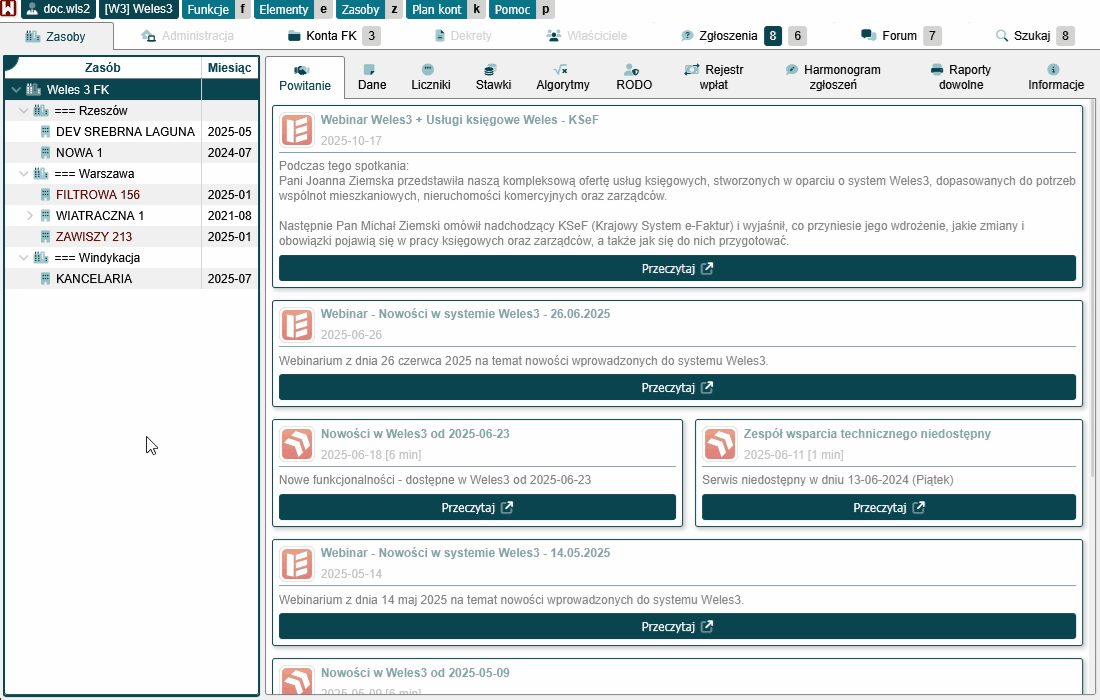 doc.wls2 [W3] Weles3 Funkcje f Elementy e Zasoby z Plan kont k Pomoc p
Zasoby Administracja Konta FK 3 Dekrety Właściciele Zgłoszenia 8 6 Forum 7 Szukaj 8
Zasób Miesiąc
Weles 3 FK
=== Rzeszów
DEV SREBRNA LAGUNA 2025-05
NOWA 1 2024-07
=== Warszawa
FILTROWA 156 2025-01
WIATRACZNA 1 2021-08
ZAWISZY 213 2025-01
=== Windykacja
KANCELARIA 2025-07
Powitanie Dane Liczniki Stawki Algorytmy RODO Rejestr wpłat Harmonogram zgłoszeń Raporty dowolne Informacje
Webinar Weles3 + Usługi księgowe Weles - KSeF
2025-10-17
Podczas tego spotkania:
Pani Joanna Ziemska przedstawiła naszą kompleksową ofertę usług księgowych, stworzonych w oparciu o system Weles3, dopasowanych do potrzeb
wspólnot mieszkaniowych, nieruchomości komercyjnych oraz zarządców.
Następnie Pan Michał Ziemski omówił nadchodzący KSeF (Krajowy System e-Faktur) i wyjaśnił, co przyniesie jego wdrożenie, jakie zmiany i
obowiązki pojawią się w pracy księgowych oraz zarządców, a także jak się do nich przygotować.
Przeczytaj
Webinar - Nowości w systemie Weles3 - 26.06.2025
2025-06-26
Webinarium z dnia 26 czerwca 2025 na temat nowości wprowadzonych do systemu Weles3.
Przeczytaj
Nowości w Weles3 od 2025-06-23
2025-06-18 [6 min]
Nowe funkcjonalności - dostępne w Weles3 od 2025-06-23
Przeczytaj
Zespół wsparcia technicznego niedostępny
2025-06-11 [1 min]
Serwis niedostępny w dniu 13-06-2024 (Piątek)
Przeczytaj
Webinar - Nowości w systemie Weles3 - 14.05.2025
2025-05-14
Webinarium z dnia 14 maj 2025 na temat nowości wprowadzonych do systemu Weles3.
Przeczytaj
Nowości w Weles3 od 2025-05-09
2025-05-09 [6 min]